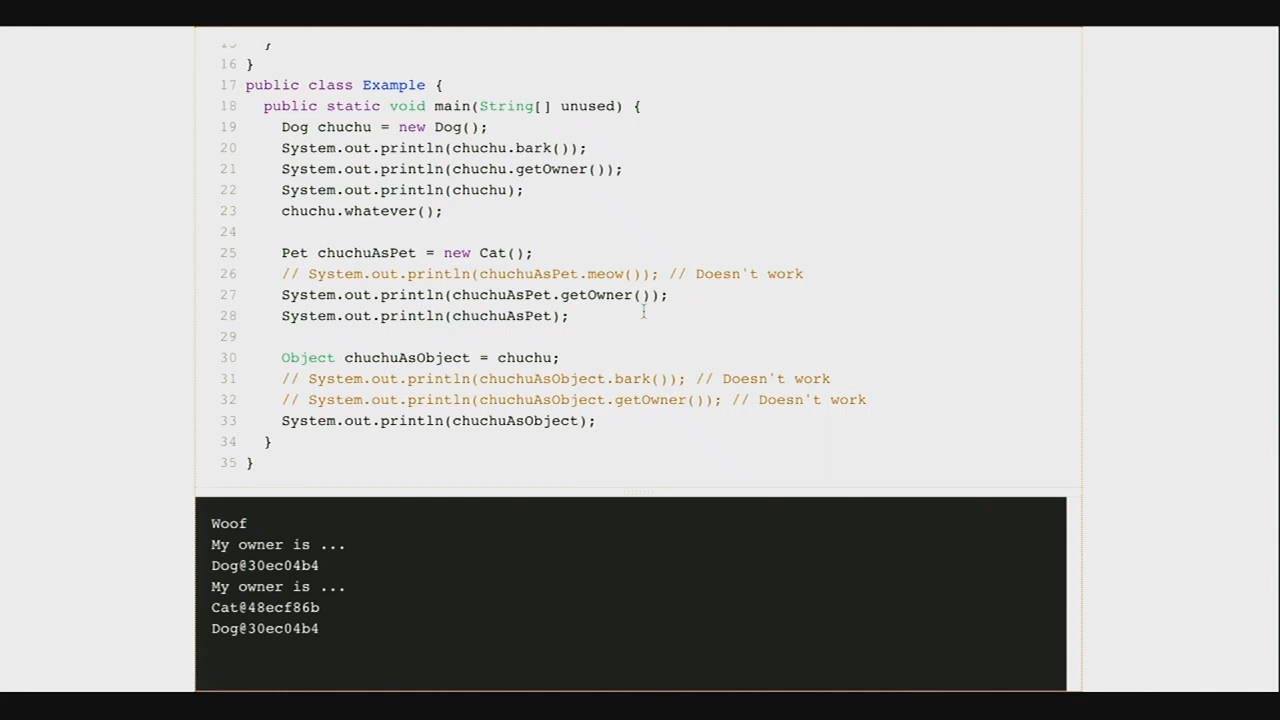 16 }
17 public class Example {
18 public static void main(String[] unused) {
19 Dog chuchu = new Dog();
20 System.out.println(chuchu.bark());
21 System.out.println(chuchu.getOwner());
22 System.out.println(chuchu);
23 chuchu.whatever();
24
25 Pet chuchuAsPet = new Cat();
26 // System.out.println(chuchuAsPet.meow()); // Doesn't work
27 System.out.println(chuchuAsPet.getOwner());
28 System.out.println(chuchuAsPet);
29
30 Object chuchuAsObject = chuchu;
31 // System.out.println(chuchuAsObject.bark()); // Doesn't work
32 // System.out.println(chuchuAsObject.getOwner()); // Doesn't work
33 System.out.println(chuchuAsObject);
34 }
35 }
Woof
My owner is ...
Dog@30ec04b4
My owner is ...
Cat@48ecf86b
Dog@30ec04b4